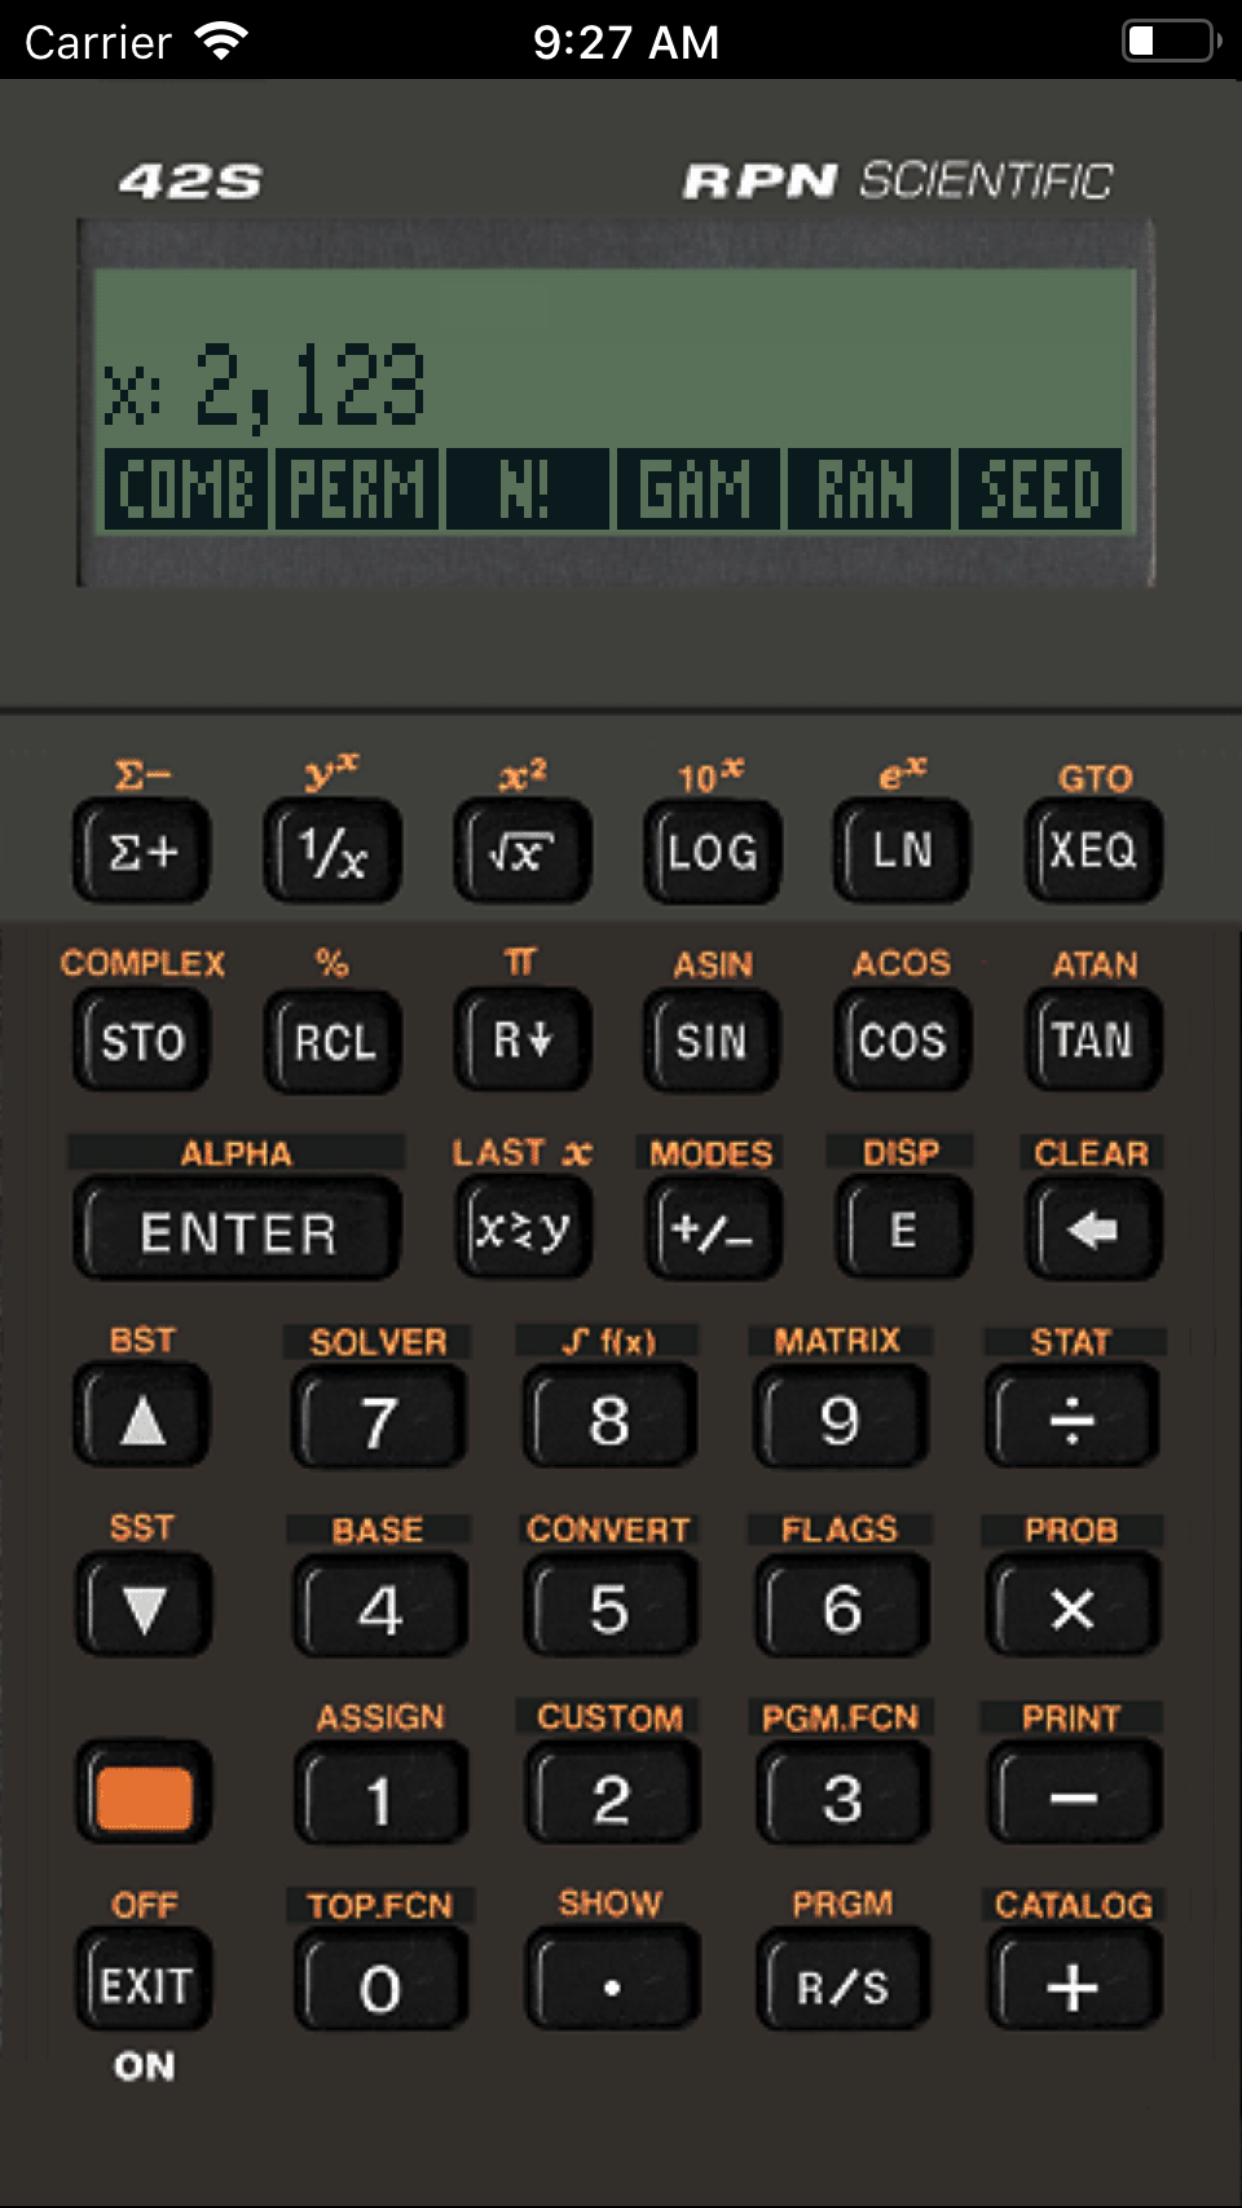 Carrier 9:27 AM
42S RPN SCIENTIFIC
x: 2,123
COMB PERM N! GAM RAN SEED
Σ− yˣ x² 10ˣ eˣ GTO
Σ+ 1/x √x LOG LN XEQ
COMPLEX % π ASIN ACOS ATAN
STO RCL R↓ SIN COS TAN
ALPHA LAST x MODES DISP CLEAR
ENTER x≷y +/− E ←
BST SOLVER ∫ f(x) MATRIX STAT
▲ 7 8 9 ÷
SST BASE CONVERT FLAGS PROB
▼ 4 5 6 ×
ASSIGN CUSTOM PGM.FCN PRINT
1 2 3 −
OFF TOP.FCN SHOW PRGM CATALOG
EXIT 0 . R/S +
ON